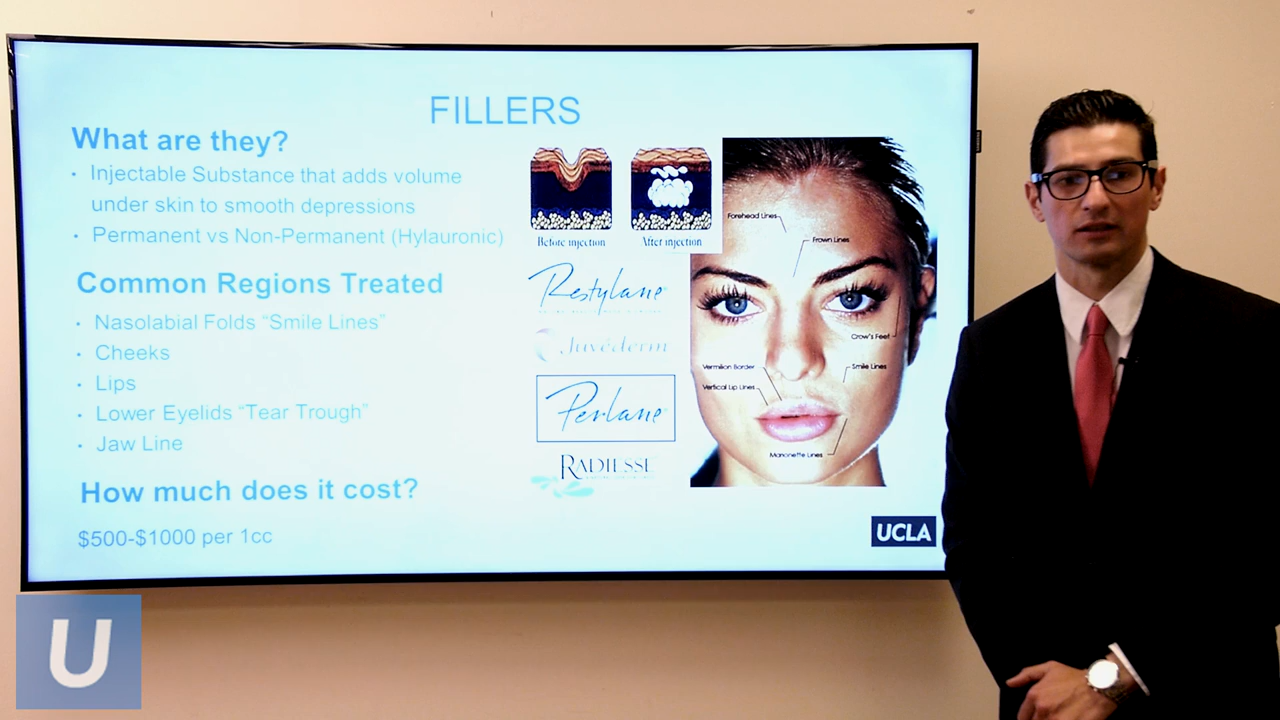 FILLERS
What are they?
• Injectable Substance that adds volume
under skin to smooth depressions
• Permanent vs Non-Permanent (Hylauronic)
Common Regions Treated
• Nasolabial Folds “Smile Lines”
• Cheeks
• Lips
• Lower Eyelids “Tear Trough”
• Jaw Line
How much does it cost?
$500-$1000 per 1cc
Before injection
After injection
Restylane
Juvéderm
Perlane
RADIESSE
Forehead Lines
Frown Lines
Crow's Feet
Vermilion Border
Smile Lines
Vertical Lip Lines
Marionette Lines
UCLA
U